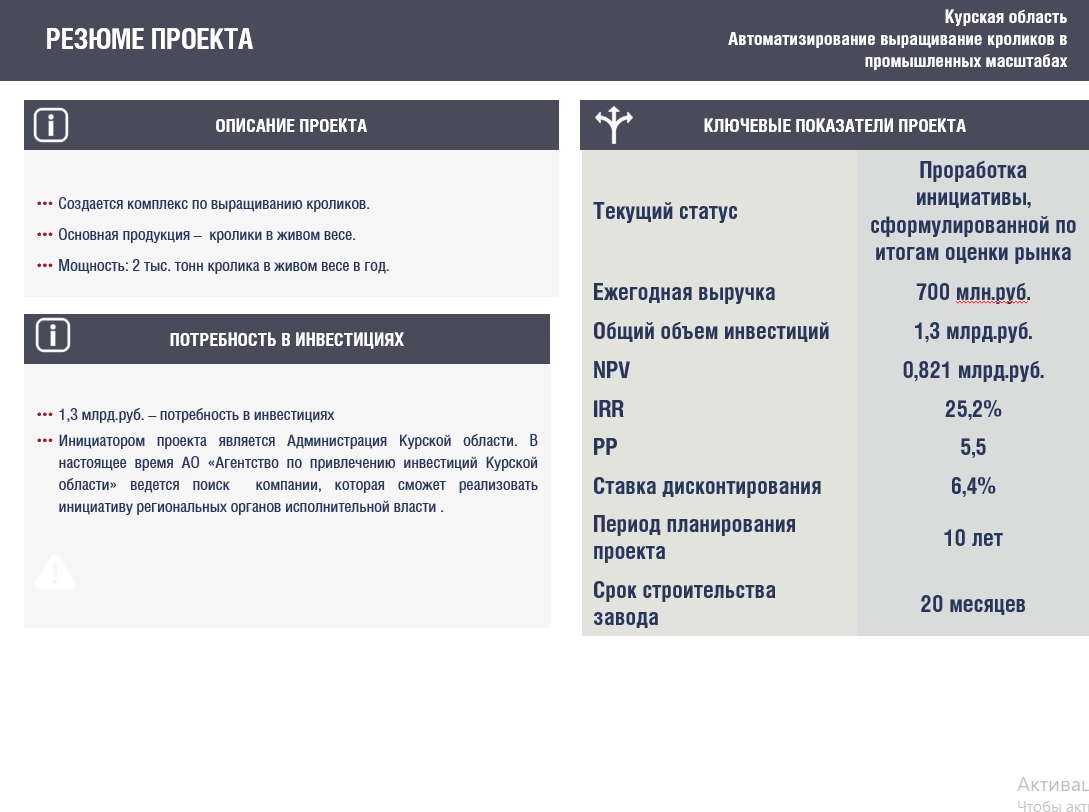 РЕЗЮМЕ ПРОЕКТА
Курская область
Автоматизирование выращивание кроликов в
промышленных масштабах
ОПИСАНИЕ ПРОЕКТА
••• Создается комплекс по выращиванию кроликов.
••• Основная продукция – кролики в живом весе.
••• Мощность: 2 тыс. тонн кролика в живом весе в год.
ПОТРЕБНОСТЬ В ИНВЕСТИЦИЯХ
••• 1,3 млрд.руб. – потребность в инвестициях
••• Инициатором проекта является Администрация Курской области. В
настоящее время АО «Агентство по привлечению инвестиций Курской
области» ведется поиск компании, которая сможет реализовать
инициативу региональных органов исполнительной власти .
КЛЮЧЕВЫЕ ПОКАЗАТЕЛИ ПРОЕКТА
Текущий статус
Проработка
инициативы,
сформулированной по
итогам оценки рынка
Ежегодная выручка 700 млн.руб.
Общий объем инвестиций 1,3 млрд.руб.
NPV 0,821 млрд.руб.
IRR 25,2%
PP 5,5
Ставка дисконтирования 6,4%
Период планирования
проекта
10 лет
Срок строительства
завода
20 месяцев
Активац
Чтобы акт